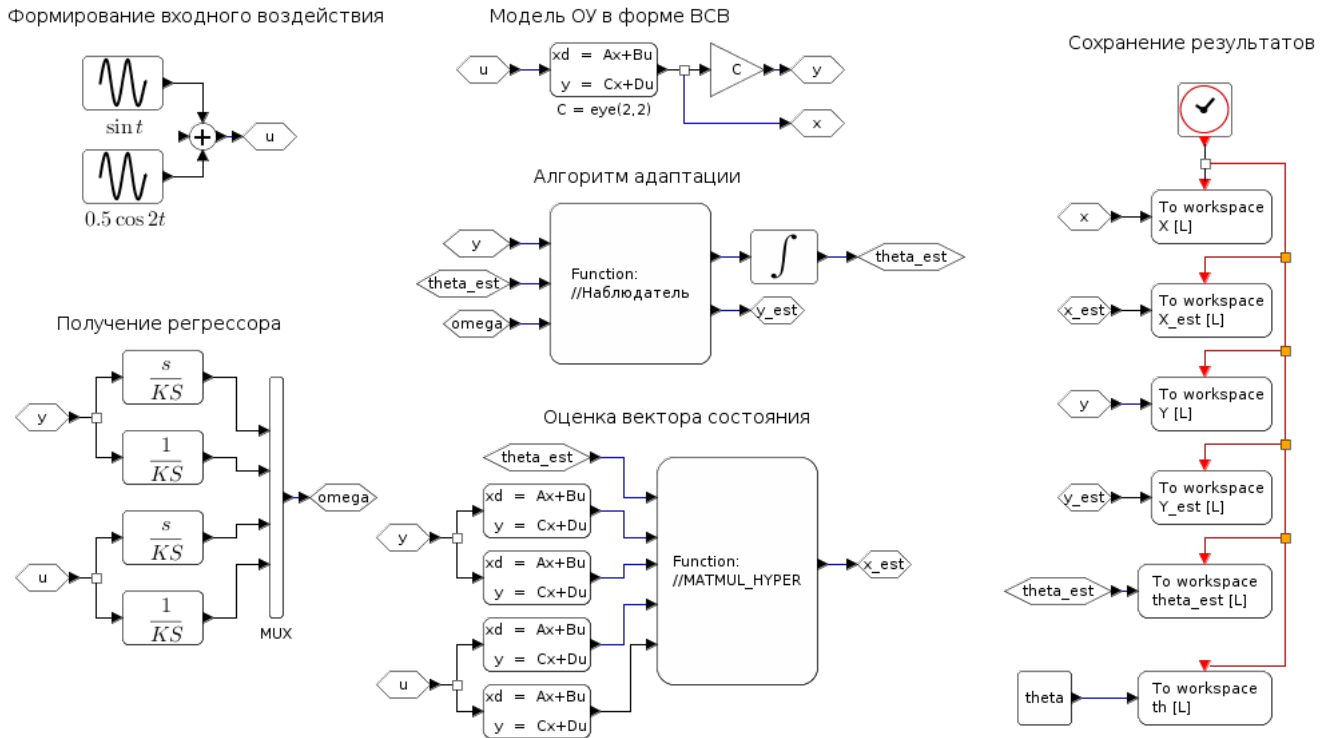 Формирование входного воздействия
sin t
0.5 cos 2t
u
Модель ОУ в форме ВСВ
u
xd = Ax+Bu
y = Cx+Du
C = eye(2,2)
C
y
x
Алгоритм адаптации
y
theta_est
omega
Function:
//Наблюдатель
∫
theta_est
y_est
Получение регрессора
y
s
KS
1
KS
u
s
KS
1
KS
MUX
omega
Оценка вектора состояния
theta_est
y
xd = Ax+Bu
y = Cx+Du
xd = Ax+Bu
y = Cx+Du
u
xd = Ax+Bu
y = Cx+Du
xd = Ax+Bu
y = Cx+Du
Function:
//MATMUL_HYPER
x_est
Сохранение результатов
x
To workspace
X [L]
x_est
To workspace
X_est [L]
y
To workspace
Y [L]
y_est
To workspace
Y_est [L]
theta_est
To workspace
theta_est [L]
theta
To workspace
th [L]